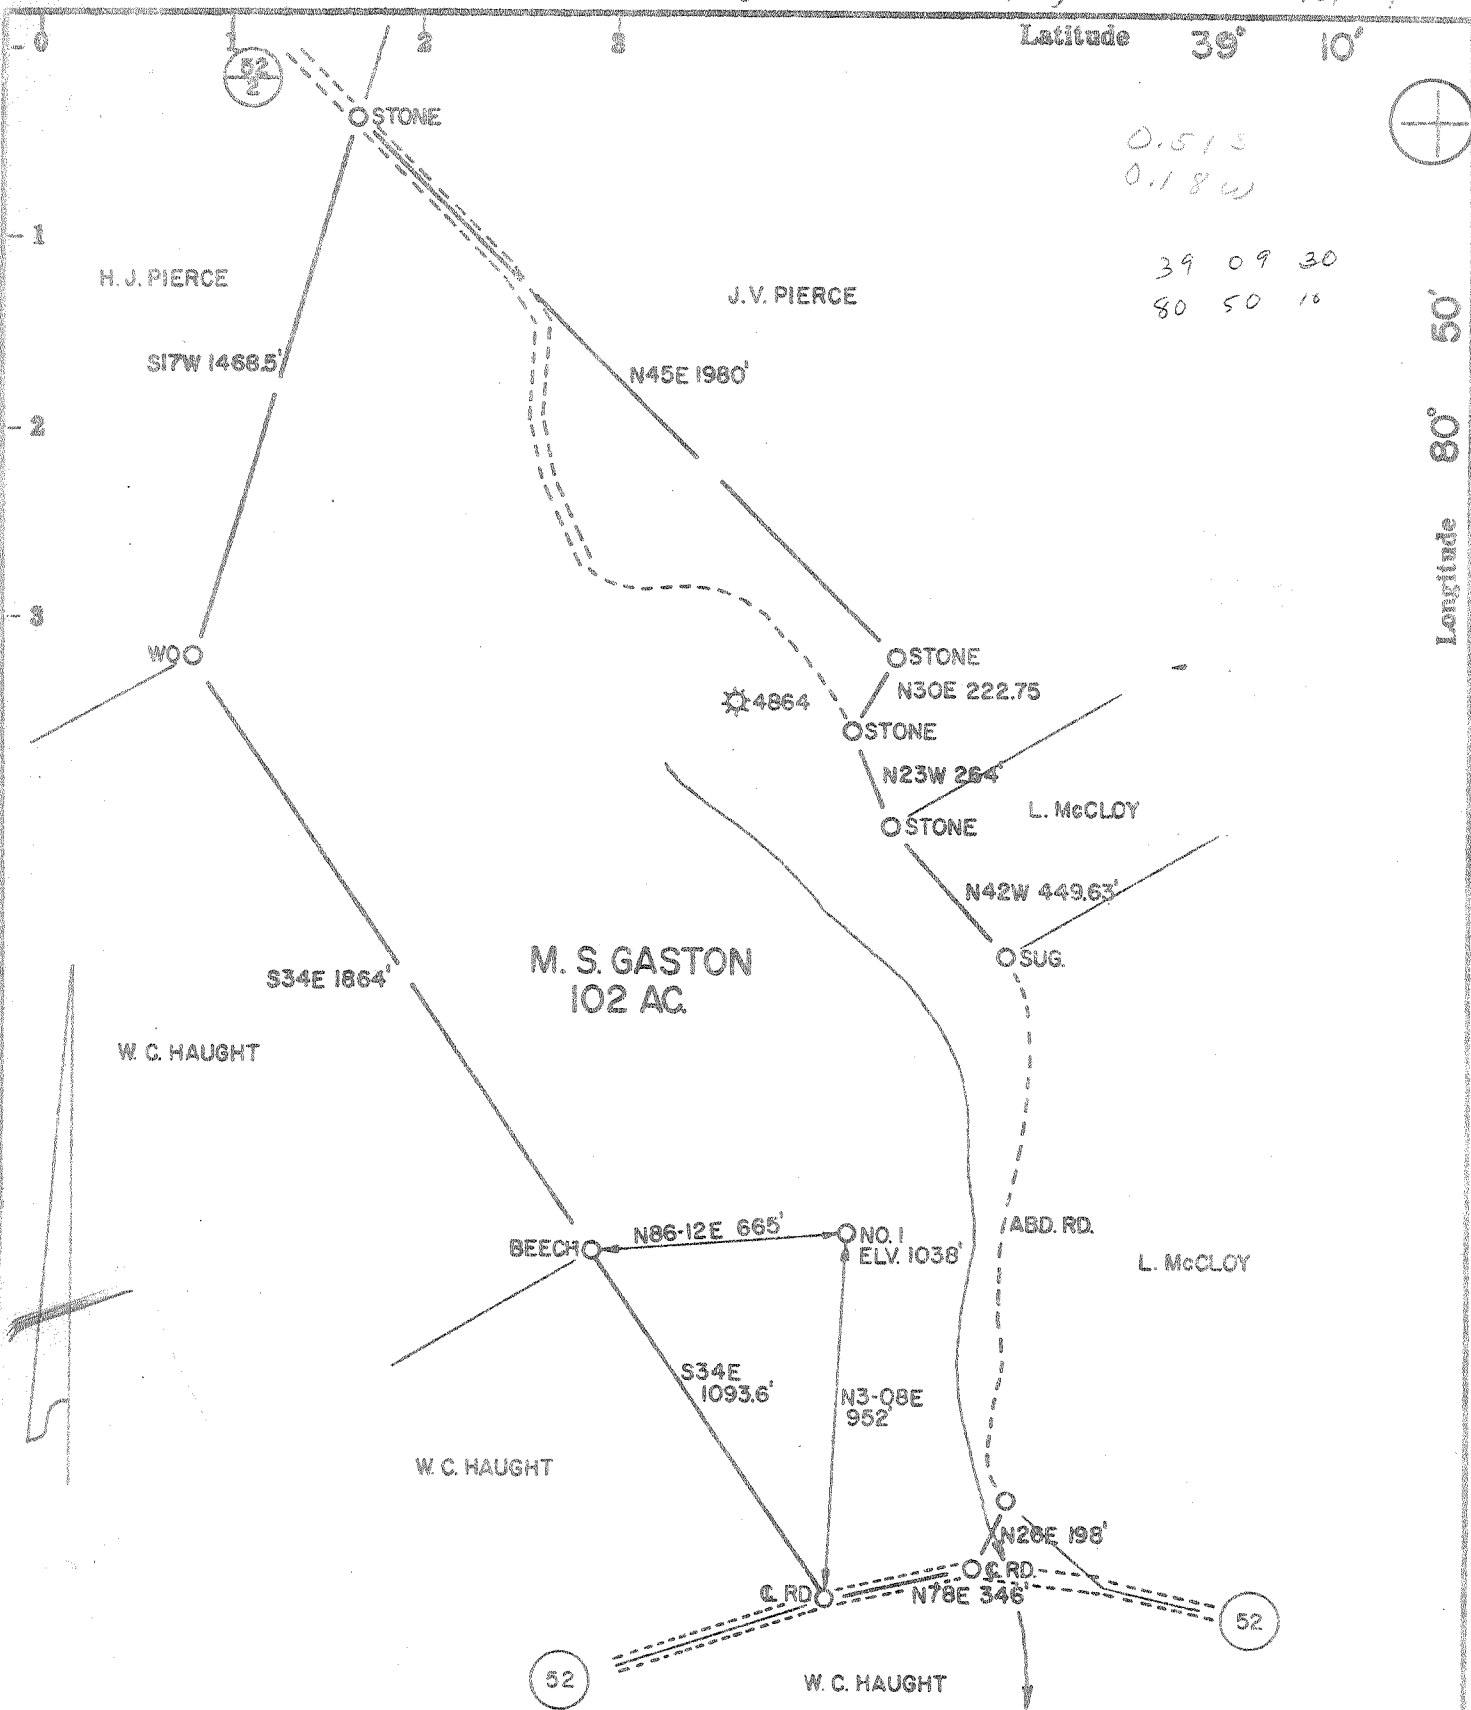 0 1 2 3 Latitude 39° 10'
52
2
STONE
0.51 S
0.18 W
- 1
H. J. PIERCE
J. V. PIERCE
39 09 30
80 50 10
Longitude 80° 50'
S17W 1468.5'
N45E 1980'
- 2
- 3
WO
STONE
N30E 222.75
4864
STONE
N23W 264'
L. McCLOY
STONE
N42W 449.63'
M. S. GASTON
102 AC.
SUG.
S34E 1864'
W. C. HAUGHT
N86-12E 665'
NO. 1
ELV. 1038'
ABD. RD.
BEECH
L. McCLOY
S34E
1093.6'
N3-08E
952'
W. C. HAUGHT
N26E 198'
℄ RD.
℄ RD
N78E 346'
52
52
W. C. HAUGHT